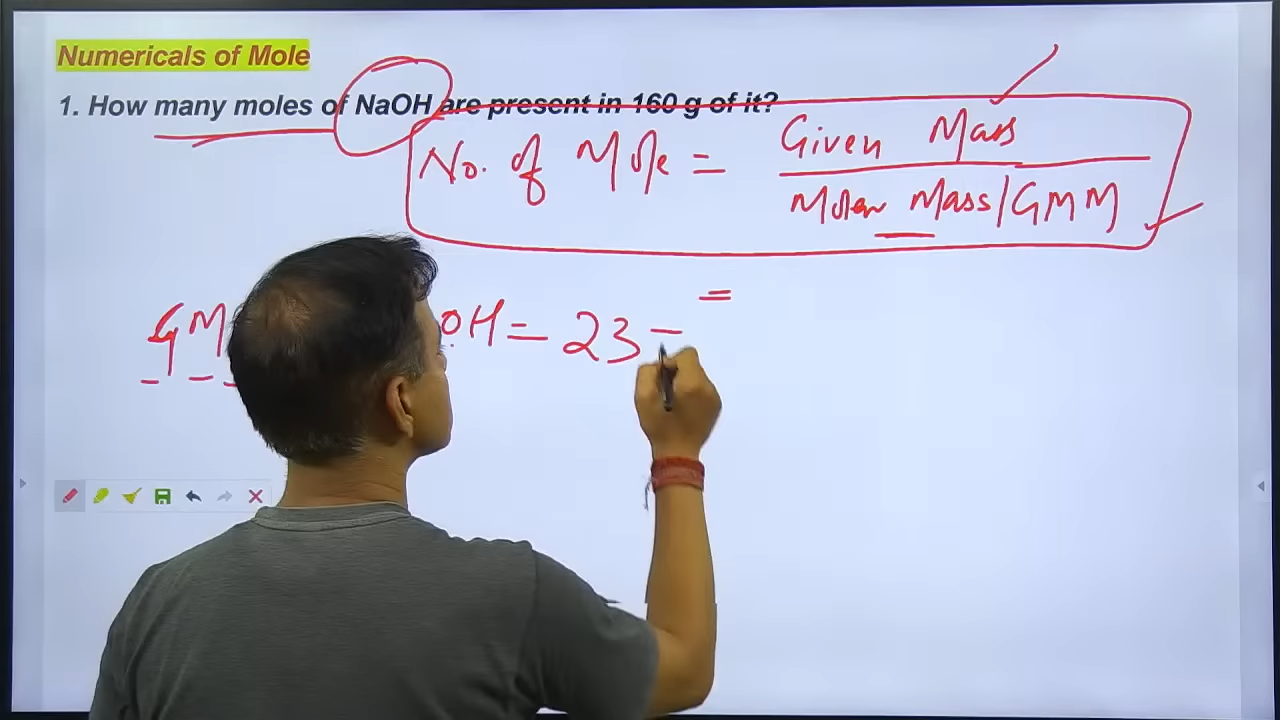 Numericals of Mole
1. How many moles of NaOH are present in 160 g of it?
No. of Mole = Given Mass
Molar Mass/GMM
=
GM OH = 23